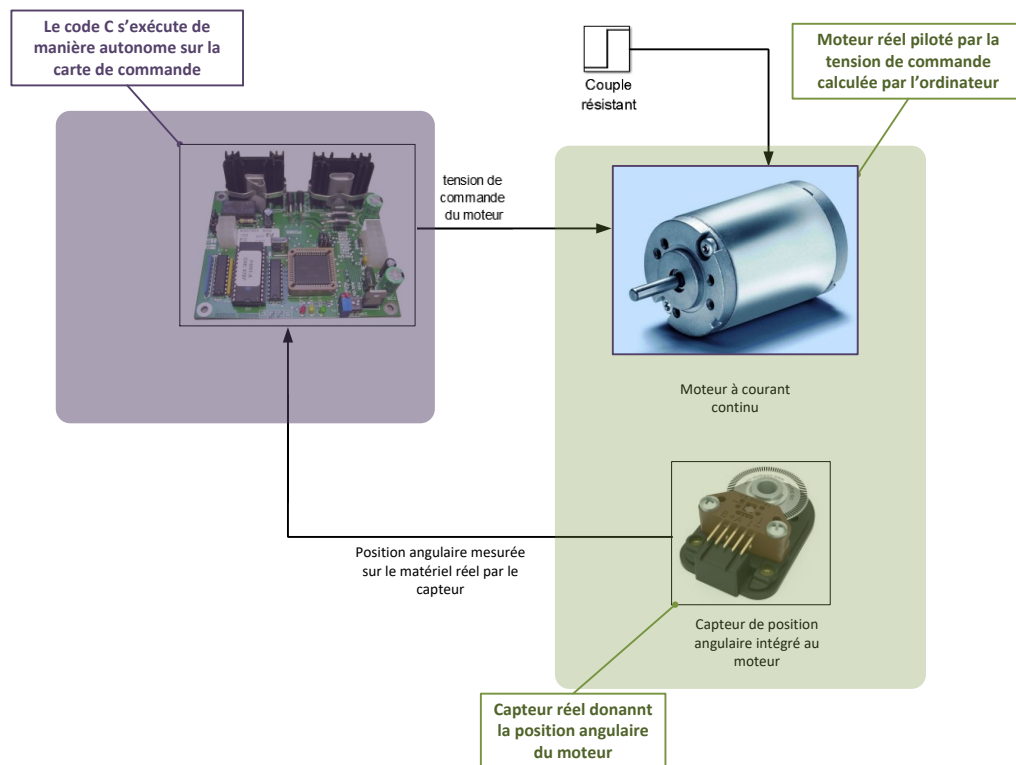 Le code C s’exécute de
manière autonome sur la
carte de commande
Couple
résistant
Moteur réel piloté par la
tension de commande
calculée par l’ordinateur
tension de
commande
du moteur
Moteur à courant
continu
Position angulaire mesurée
sur le matériel réel par le
capteur
Capteur de position
angulaire intégré au
moteur
Capteur réel donannt
la position angulaire
du moteur